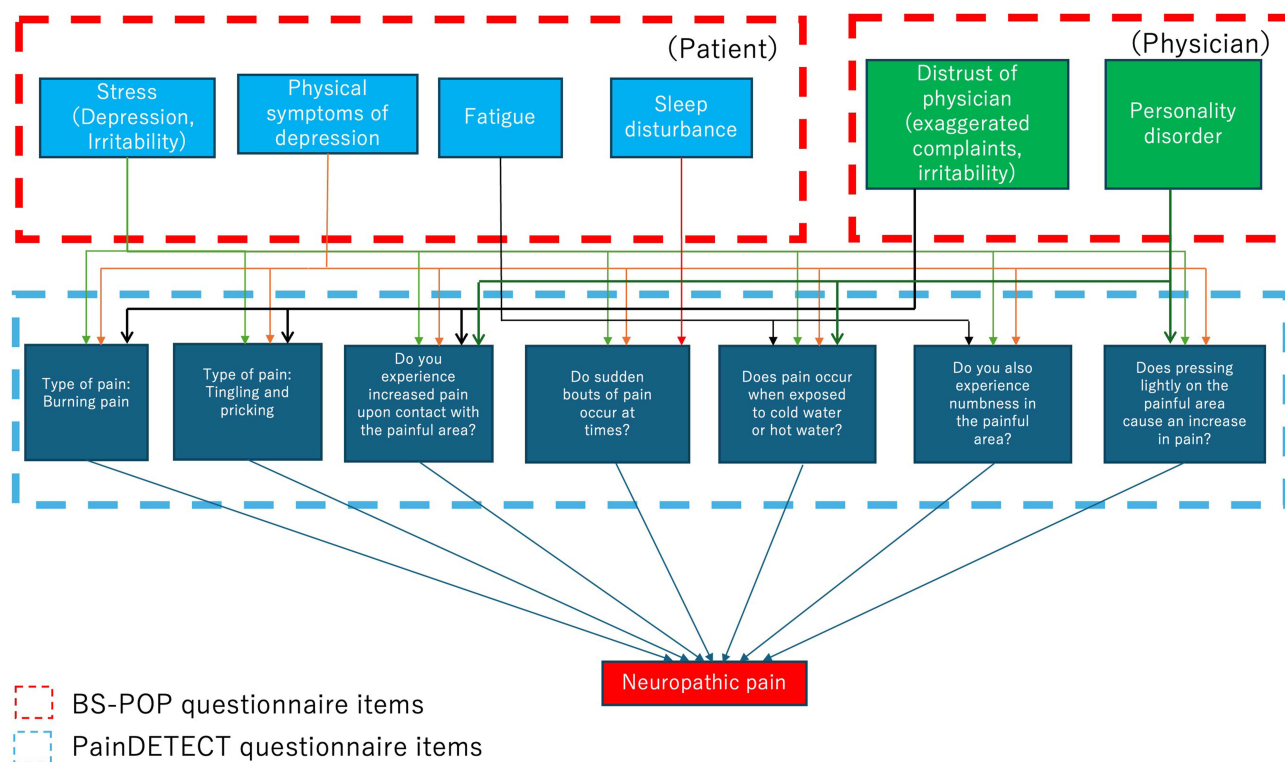 (Patient)
(Physician)
Stress
(Depression,
Irritability)
Physical
symptoms of
depression
Fatigue
Sleep
disturbance
Distrust of
physician
(exaggerated
complaints,
irritability)
Personality
disorder
Type of pain:
Burning pain
Type of pain:
Tingling and
pricking
Do you
experience
increased pain
upon contact with
the painful area?
Do sudden
bouts of pain
occur at
times?
Does pain occur
when exposed
to cold water
or hot water?
Do you also
experience
numbness in
the painful
area?
Does pressing
lightly on the
painful area
cause an increase
in pain?
Neuropathic pain
BS-POP questionnaire items
PainDETECT questionnaire items